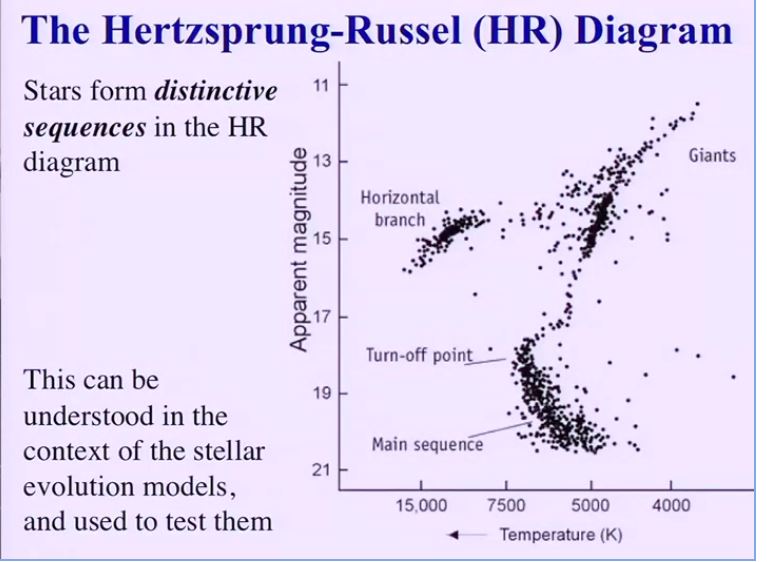 The Hertzsprung-Russel (HR) Diagram
Stars form distinctive
sequences in the HR
diagram
This can be
understood in the
context of the stellar
evolution models,
and used to test them
Apparent magnitude
11
13
15
17
19
21
Giants
Horizontal
branch
Turn-off point
Main sequence
15,000 7500 5000 4000
Temperature (K)